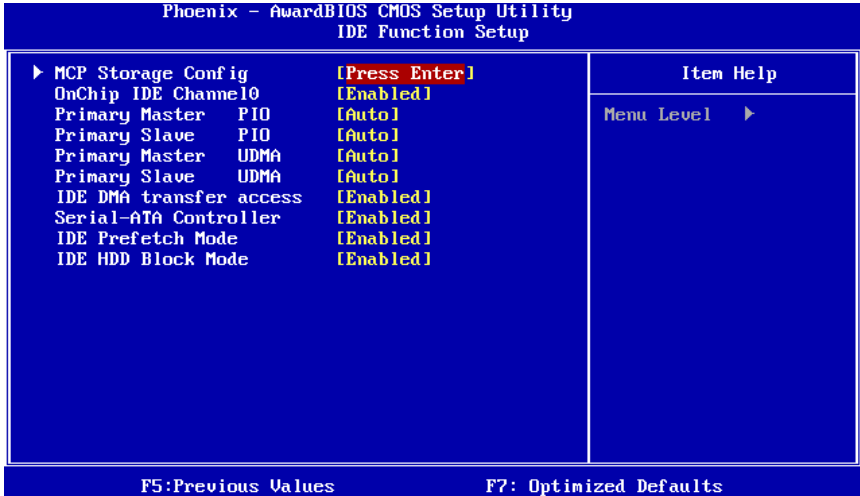 Phoenix - AwardBIOS CMOS Setup Utility
IDE Function Setup
MCP Storage Config [Press Enter]
OnChip IDE Channel0 [Enabled]
Primary Master PIO [Auto]
Primary Slave PIO [Auto]
Primary Master UDMA [Auto]
Primary Slave UDMA [Auto]
IDE DMA transfer access [Enabled]
Serial-ATA Controller [Enabled]
IDE Prefetch Mode [Enabled]
IDE HDD Block Mode [Enabled]
Item Help
Menu Level
F5:Previous Values F7: Optimized Defaults